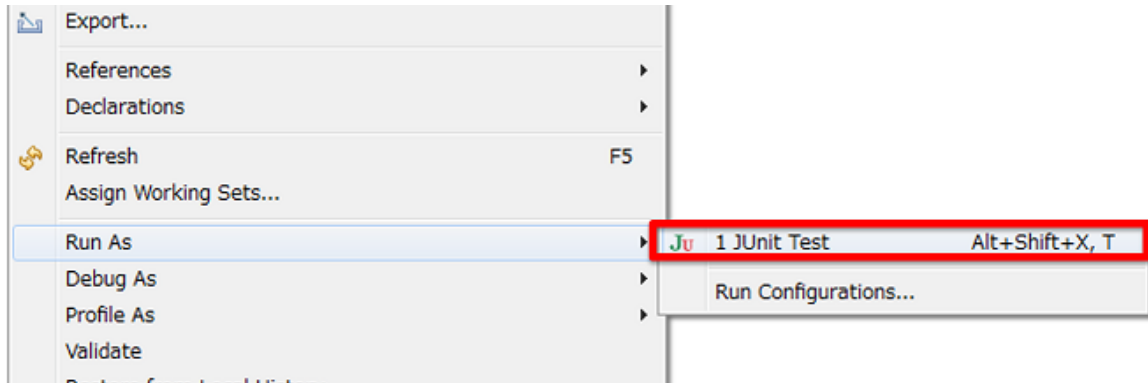 Export...
References
Declarations
Refresh F5
Assign Working Sets...
Run As
Ju 1 JUnit Test Alt+Shift+X, T
Debug As
Run Configurations...
Profile As
Validate